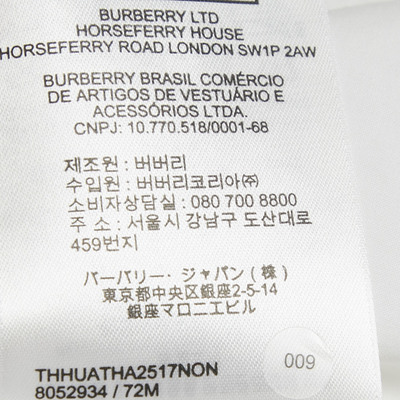 BURBERRY LTD
HORSEFERRY HOUSE
HORSEFERRY ROAD LONDON SW1P 2AW
BURBERRY BRASIL COMÉRCIO
DE ARTIGOS DE VESTUÁRIO E
ACESSÓRIOS LTDA.
CNPJ: 10.770.518/0001-68
제조원 : 버버리
수입원 : 버버리코리아㈜
소비자상담실 : 080 700 8800
주 소 : 서울시 강남구 도산대로
459번지
バーバリー・ジャパン（株）
東京都中央区銀座2-5-14
銀座マロニエビル
009
THHUATHA2517NON
8052934 / 72M